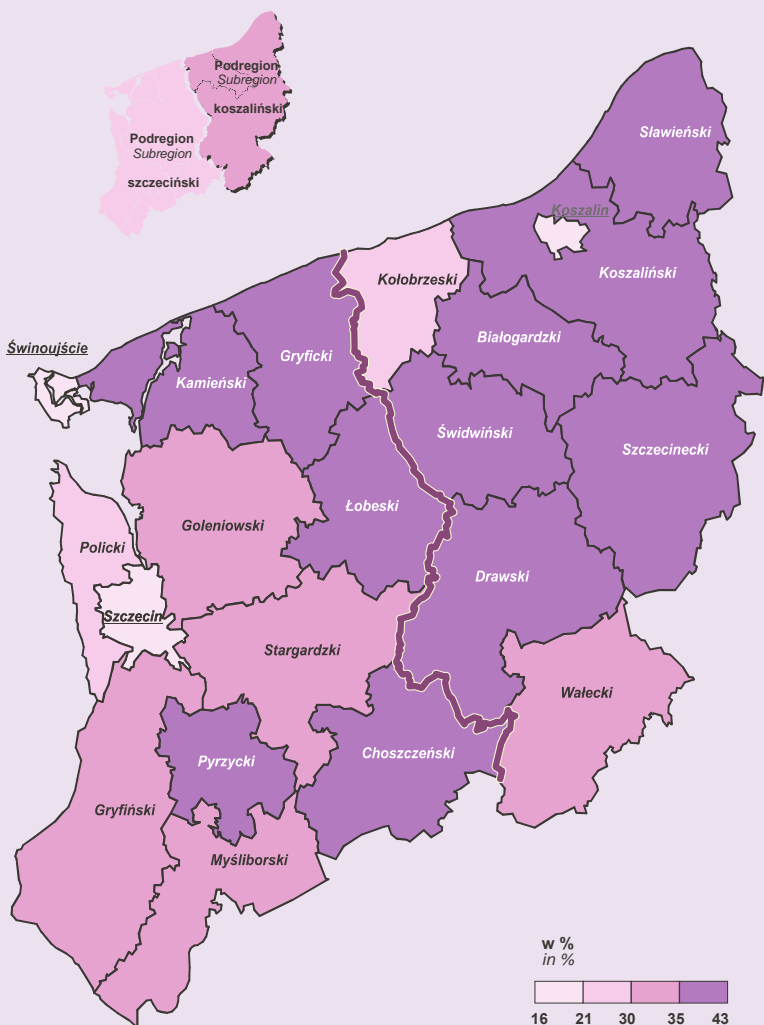 Podregion
Subregion
koszaliński
Podregion
Subregion
szczeciński
Sławieński
Koszalin
Koszaliński
Kołobrzeski
Białogardzki
Świnoujście
Gryficki
Kamieński
Świdwiński
Szczecinecki
Łobeski
Goleniowski
Policki
Drawski
Szczecin
Stargardzki
Wałecki
Choszczeński
Pyrzycki
Gryfiński
Myśliborski
w %
in %
16 21 30 35 43